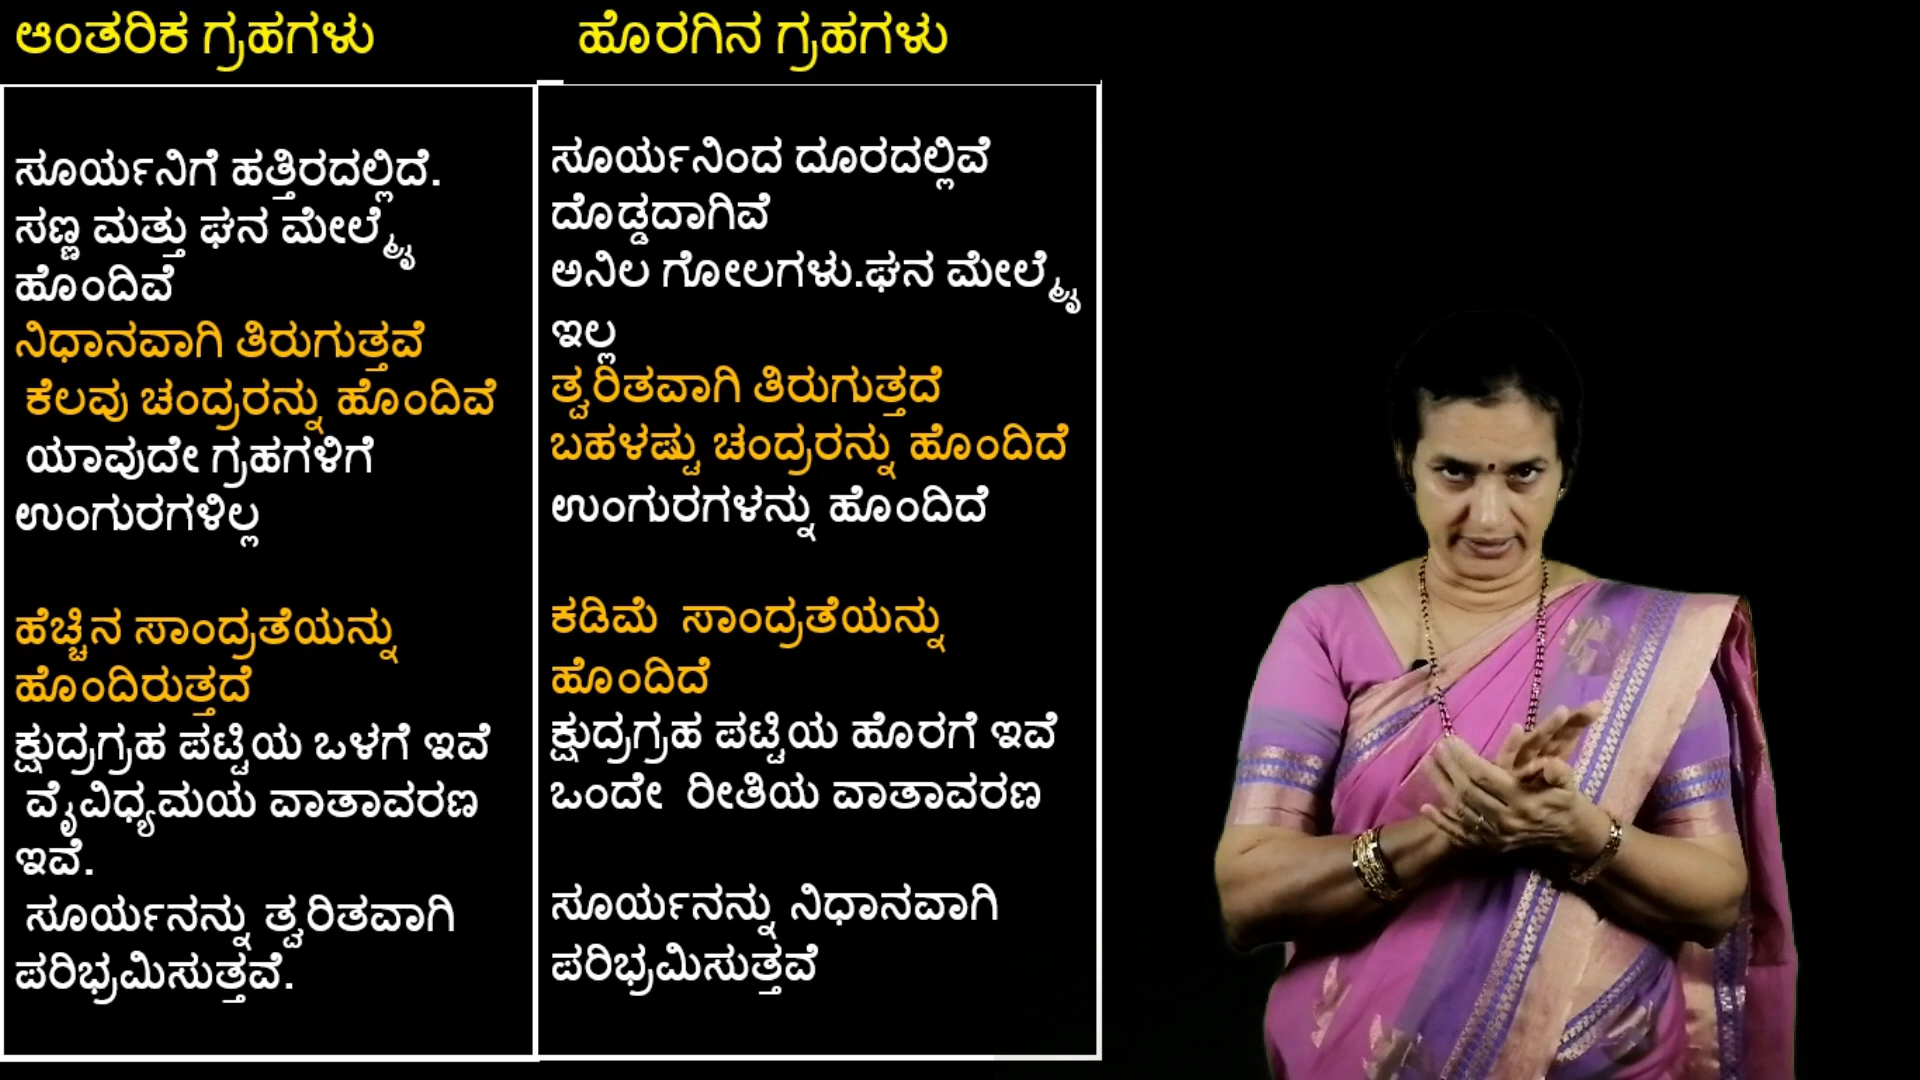 ಆಂತರಿಕ ಗ್ರಹಗಳು
ಸೂರ್ಯನಿಗೆ ಹತ್ತಿರದಲ್ಲಿದೆ.
ಸಣ್ಣ ಮತ್ತು ಘನ ಮೇಲ್ಮೈ
ಹೊಂದಿವೆ
ನಿಧಾನವಾಗಿ ತಿರುಗುತ್ತವೆ
ಕೆಲವು ಚಂದ್ರರನ್ನು ಹೊಂದಿವೆ
ಯಾವುದೇ ಗ್ರಹಗಳಿಗೆ
ಉಂಗುರಗಳಿಲ್ಲ
ಹೆಚ್ಚಿನ ಸಾಂದ್ರತೆಯನ್ನು
ಹೊಂದಿರುತ್ತದೆ
ಕ್ಷುದ್ರಗ್ರಹ ಪಟ್ಟಿಯ ಒಳಗೆ ಇವೆ
ವೈವಿಧ್ಯಮಯ ವಾತಾವರಣ
ಇವೆ.
ಸೂರ್ಯನನ್ನು ತ್ವರಿತವಾಗಿ
ಪರಿಭ್ರಮಿಸುತ್ತವೆ.
ಹೊರಗಿನ ಗ್ರಹಗಳು
ಸೂರ್ಯನಿಂದ ದೂರದಲ್ಲಿವೆ
ದೊಡ್ಡದಾಗಿವೆ
ಅನಿಲ ಗೋಲಗಳು.ಘನ ಮೇಲ್ಮೈ
ಇಲ್ಲ
ತ್ವರಿತವಾಗಿ ತಿರುಗುತ್ತದೆ
ಬಹಳಷ್ಟು ಚಂದ್ರರನ್ನು ಹೊಂದಿದೆ
ಉಂಗುರಗಳನ್ನು ಹೊಂದಿದೆ
ಕಡಿಮೆ ಸಾಂದ್ರತೆಯನ್ನು
ಹೊಂದಿದೆ
ಕ್ಷುದ್ರಗ್ರಹ ಪಟ್ಟಿಯ ಹೊರಗೆ ಇವೆ
ಒಂದೇ ರೀತಿಯ ವಾತಾವರಣ
ಸೂರ್ಯನನ್ನು ನಿಧಾನವಾಗಿ
ಪರಿಭ್ರಮಿಸುತ್ತವೆ